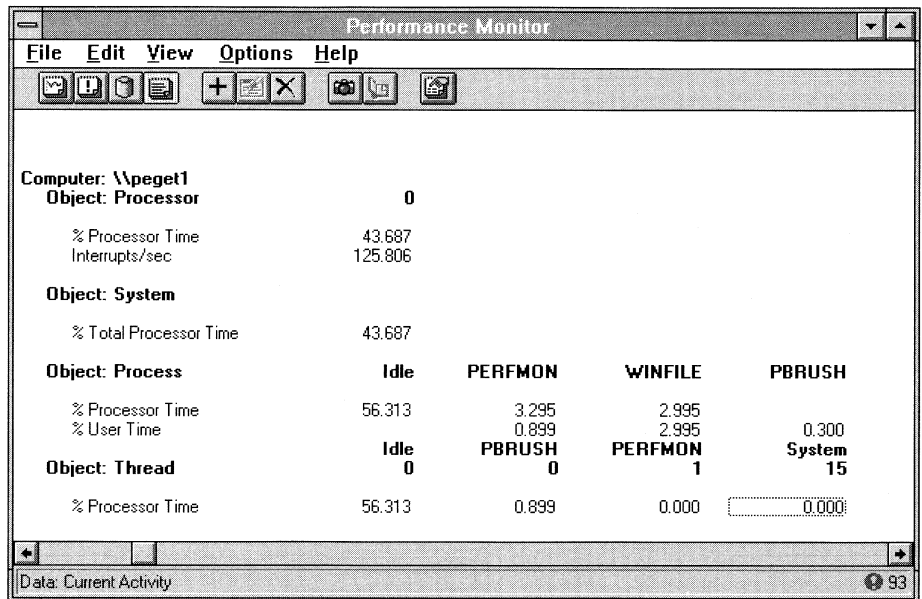 Performance Monitor
File Edit View Options Help
Computer: \\peget1
Object: Processor 0
% Processor Time 43.687
Interrupts/sec 125.806
Object: System
% Total Processor Time 43.687
Object: Process Idle PERFMON WINFILE PBRUSH
% Processor Time 56.313 3.295 2.995
% User Time 0.899 2.995 0.300
Idle PBRUSH PERFMON System
Object: Thread 0 0 1 15
% Processor Time 56.313 0.899 0.000 0.000
Data: Current Activity 93